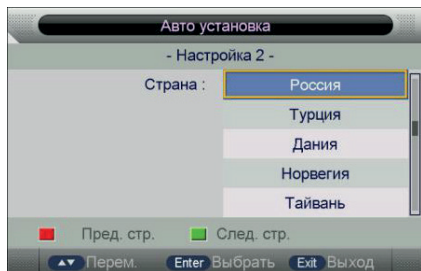 Авто установка
- Настройка 2 -
Страна : Россия
Турция
Дания
Норвегия
Тайвань
Пред. стр. След. стр.
Перем. Enter Выбрать Exit Выход